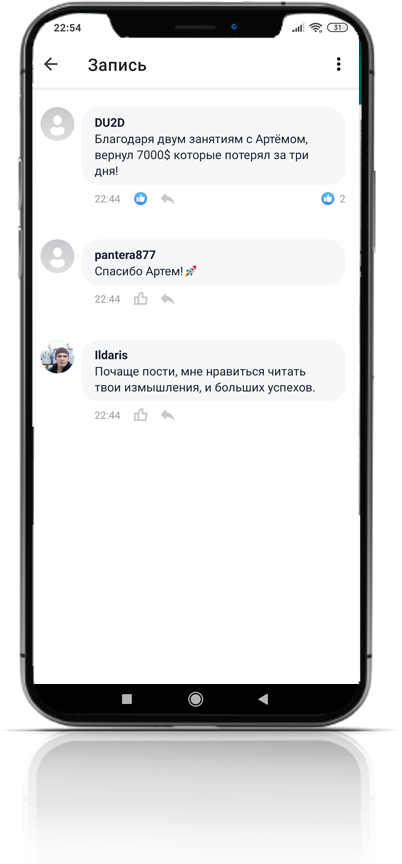 22:54
31
Запись
DU2D
Благодаря двум занятиям с Артёмом,
вернул 7000$ которые потерял за три
дня!
22:44
2
pantera877
Спасибо Артем!🚀
22:44
Ildaris
Почаще пости, мне нравиться читать
твои измышления, и больших успехов.
22:44